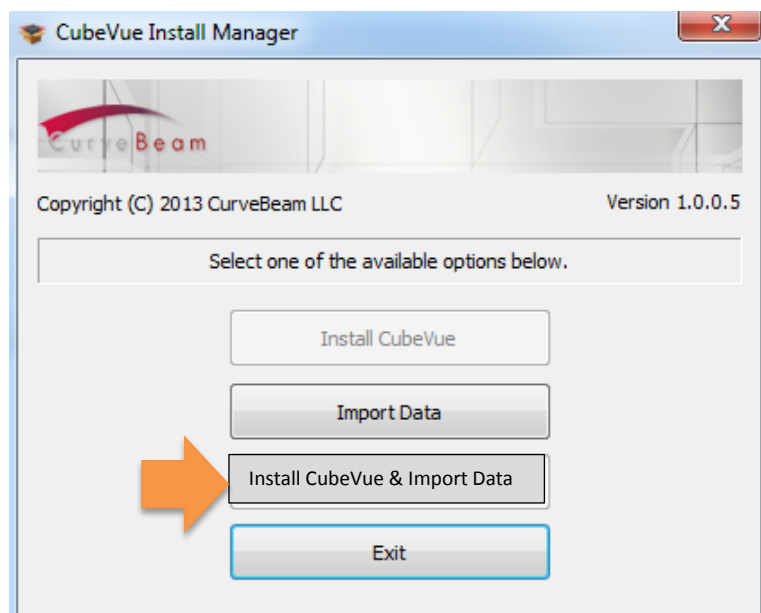 CubeVue Install Manager
CurveBeam
Copyright (C) 2013 CurveBeam LLC
Version 1.0.0.5
Select one of the available options below.
Install CubeVue
Import Data
Install CubeVue & Import Data
Exit